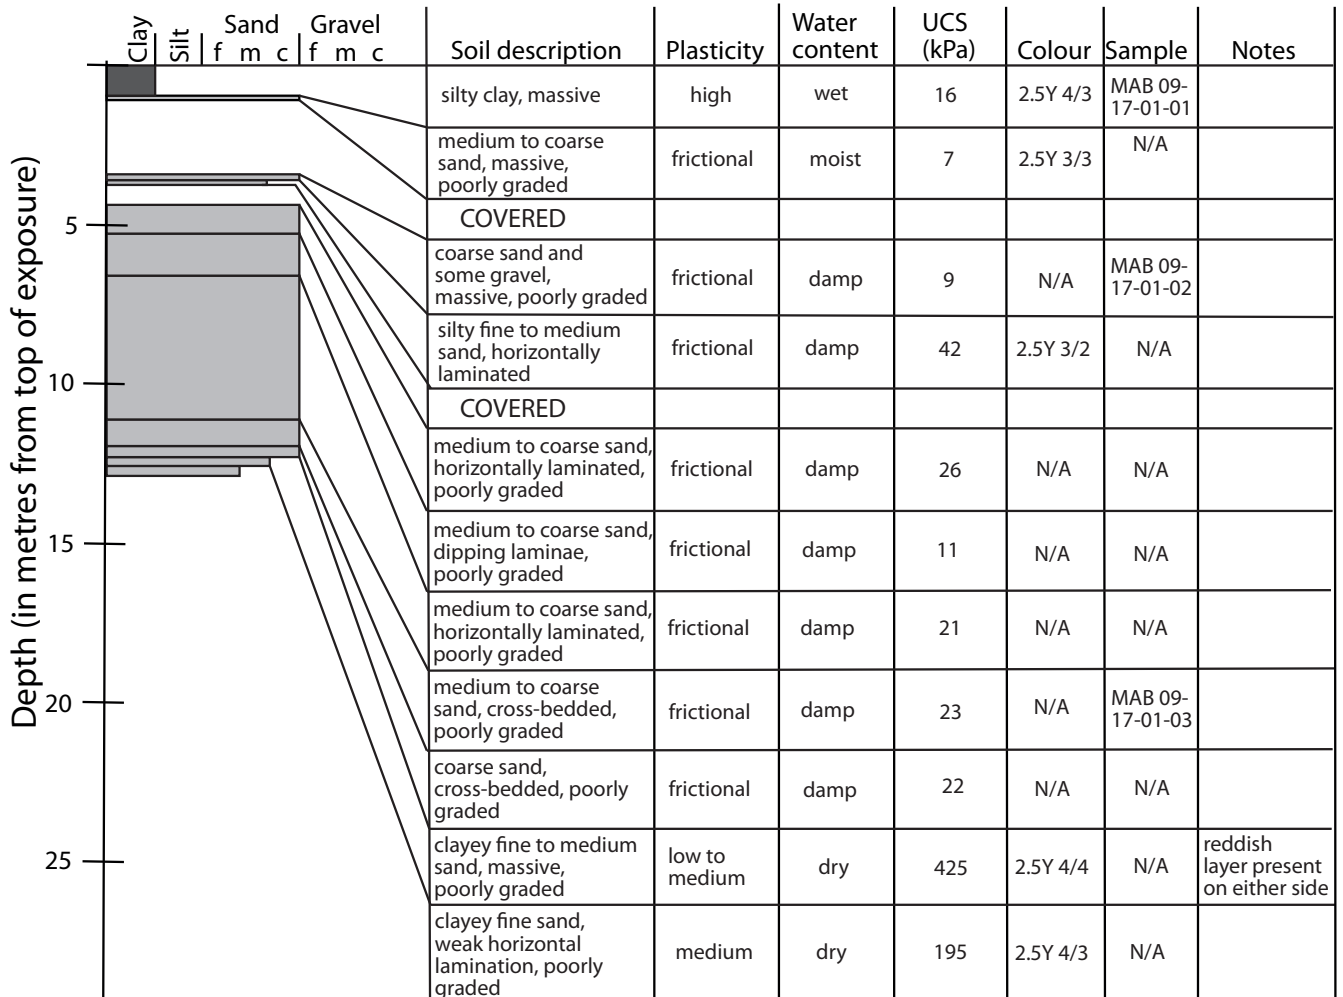 Clay
Silt
Sand
f m c
Gravel
f m c
Soil description
Plasticity
Water
content
UCS
(kPa)
Colour
Sample
Notes
Depth (in metres from top of exposure)
5
10
15
20
25
silty clay, massive
high
wet
16
2.5Y 4/3
MAB 09-
17-01-01
medium to coarse
sand, massive,
poorly graded
frictional
moist
7
2.5Y 3/3
N/A
COVERED
coarse sand and
some gravel,
massive, poorly graded
frictional
damp
9
N/A
MAB 09-
17-01-02
silty fine to medium
sand, horizontally
laminated
frictional
damp
42
2.5Y 3/2
N/A
COVERED
medium to coarse sand,
horizontally laminated,
poorly graded
frictional
damp
26
N/A
N/A
medium to coarse sand,
dipping laminae,
poorly graded
frictional
damp
11
N/A
N/A
medium to coarse sand,
horizontally laminated,
poorly graded
frictional
damp
21
N/A
N/A
medium to coarse
sand, cross-bedded,
poorly graded
frictional
damp
23
N/A
MAB 09-
17-01-03
coarse sand,
cross-bedded, poorly
graded
frictional
damp
22
N/A
N/A
clayey fine to medium
sand, massive,
poorly graded
low to
medium
dry
425
2.5Y 4/4
N/A
reddish
layer present
on either side
clayey fine sand,
weak horizontal
lamination, poorly
graded
medium
dry
195
2.5Y 4/3
N/A